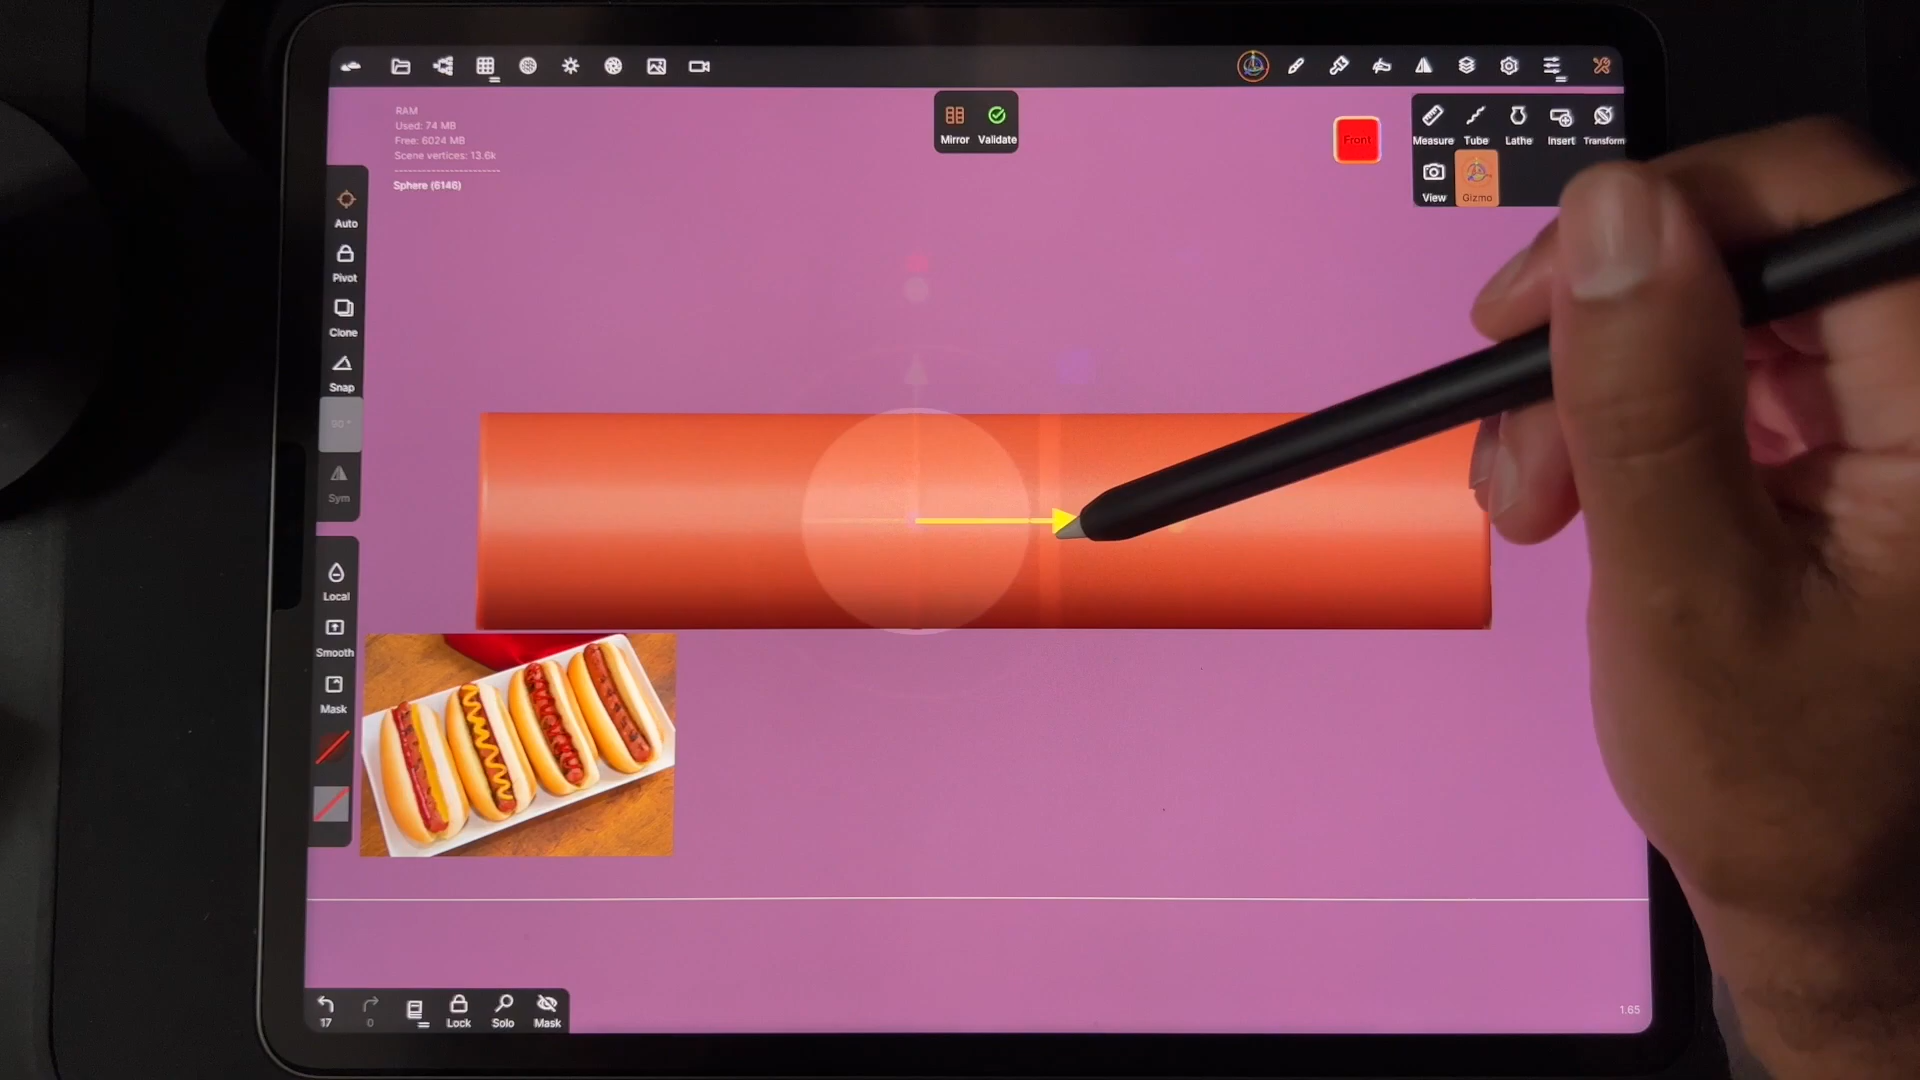 RAM
Used: 74 MB
Free: 6024 MB
Scene vertices: 13.6k
Sphere (6146)
Mirror Validate
Front
Measure Tube Lathe Insert Transform
View Gizmo
Auto
Pivot
Clone
Snap
90°
Sym
Local
Smooth
Mask
17 0 Lock Solo Mask
1.65